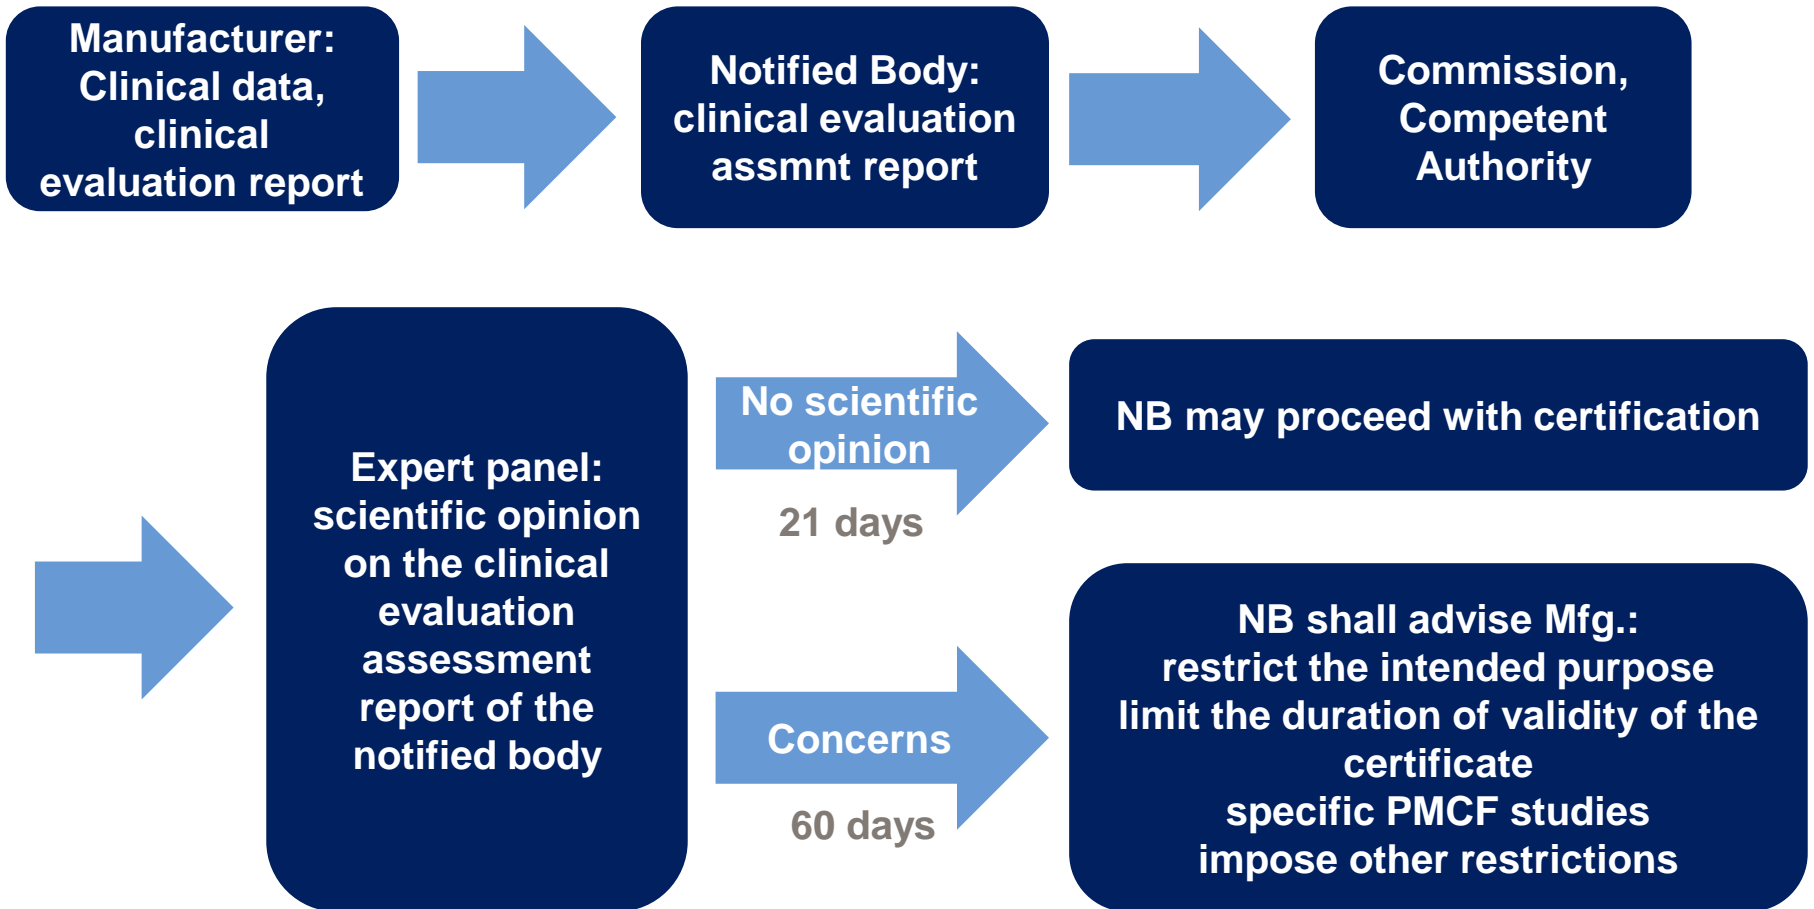 Manufacturer:
Clinical data,
clinical
evaluation report
Notified Body:
clinical evaluation
assmnt report
Commission,
Competent
Authority
Expert panel:
scientific opinion
on the clinical
evaluation
assessment
report of the
notified body
No scientific
opinion
21 days
NB may proceed with certification
Concerns
60 days
NB shall advise Mfg.:
restrict the intended purpose
limit the duration of validity of the
certificate
specific PMCF studies
impose other restrictions